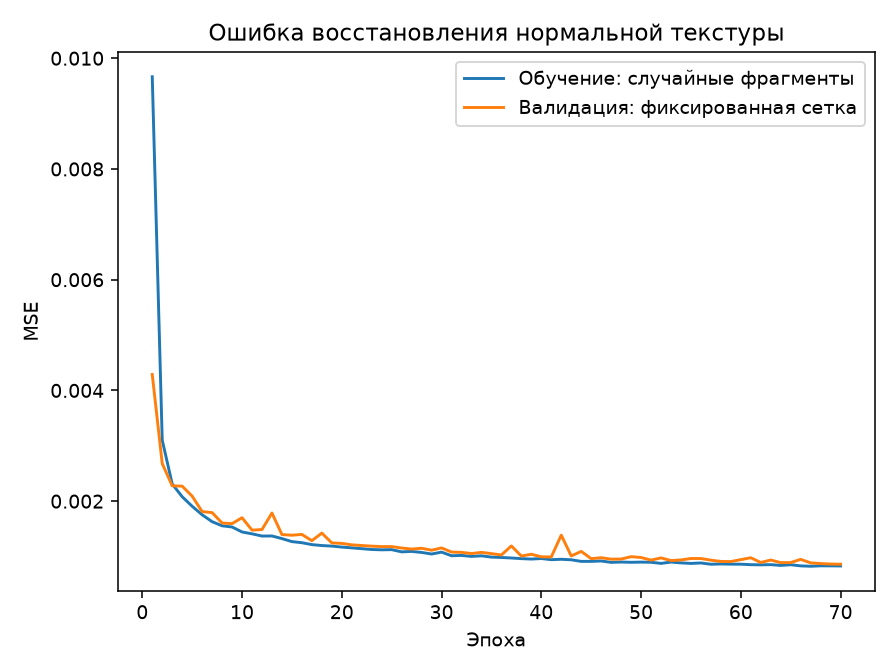 Ошибка восстановления нормальной текстуры
Обучение: случайные фрагменты
Валидация: фиксированная сетка
MSE
0.010
0.008
0.006
0.004
0.002
0 10 20 30 40 50 60 70
Эпоха